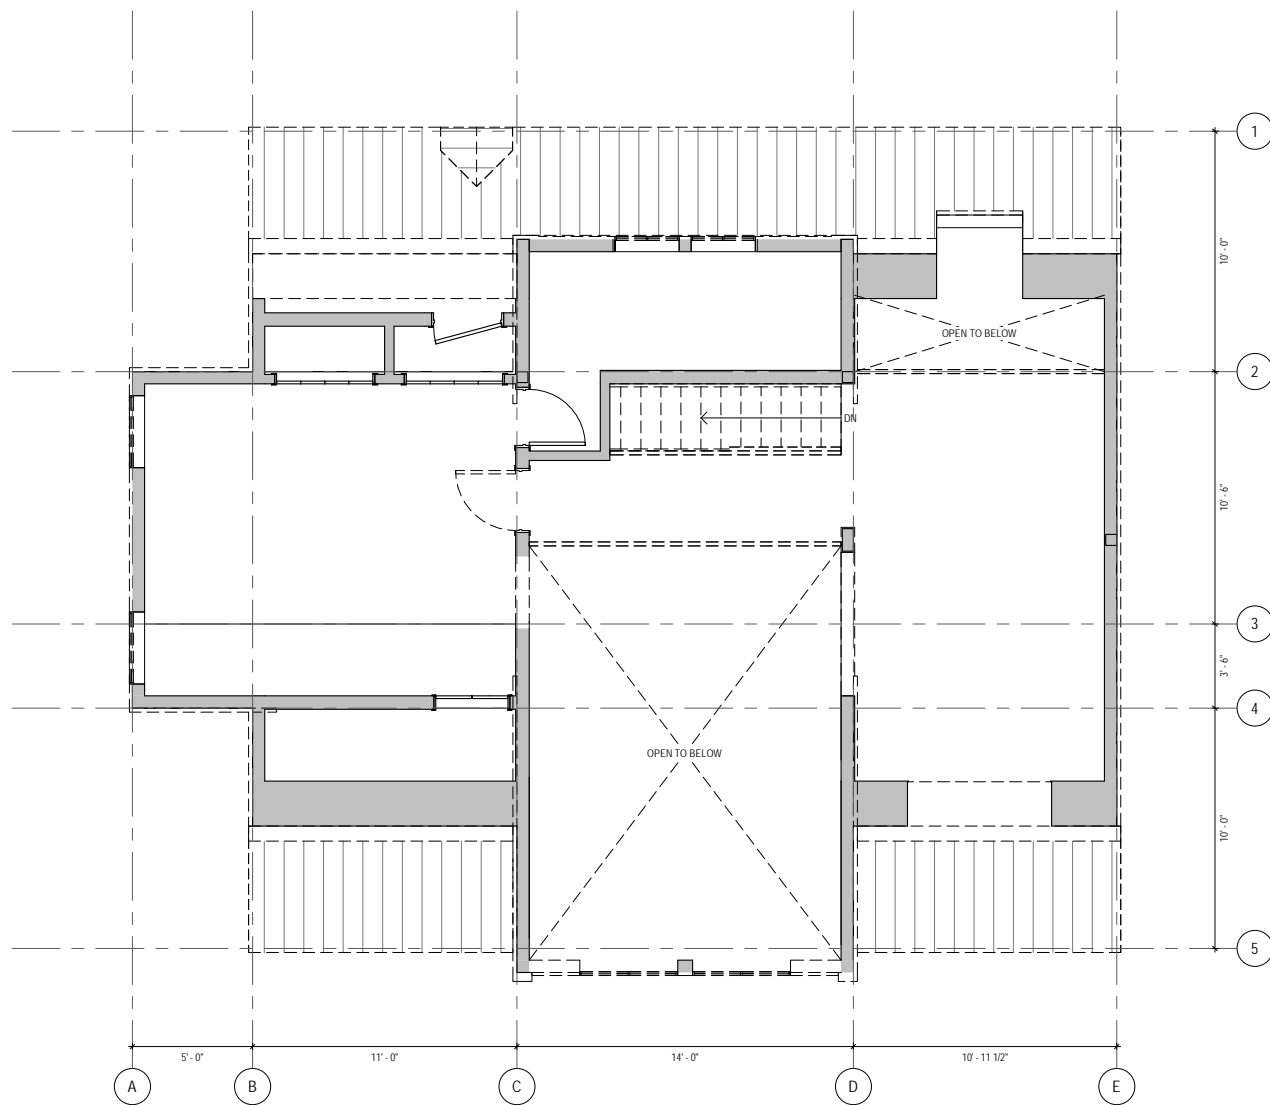 1
10' - 0"
OPEN TO BELOW
2
DN
10' - 6"
3
3' - 6"
4
OPEN TO BELOW
10' - 0"
5
5' - 0"
11' - 0"
14' - 0"
10' - 11 1/2"
A
B
C
D
E